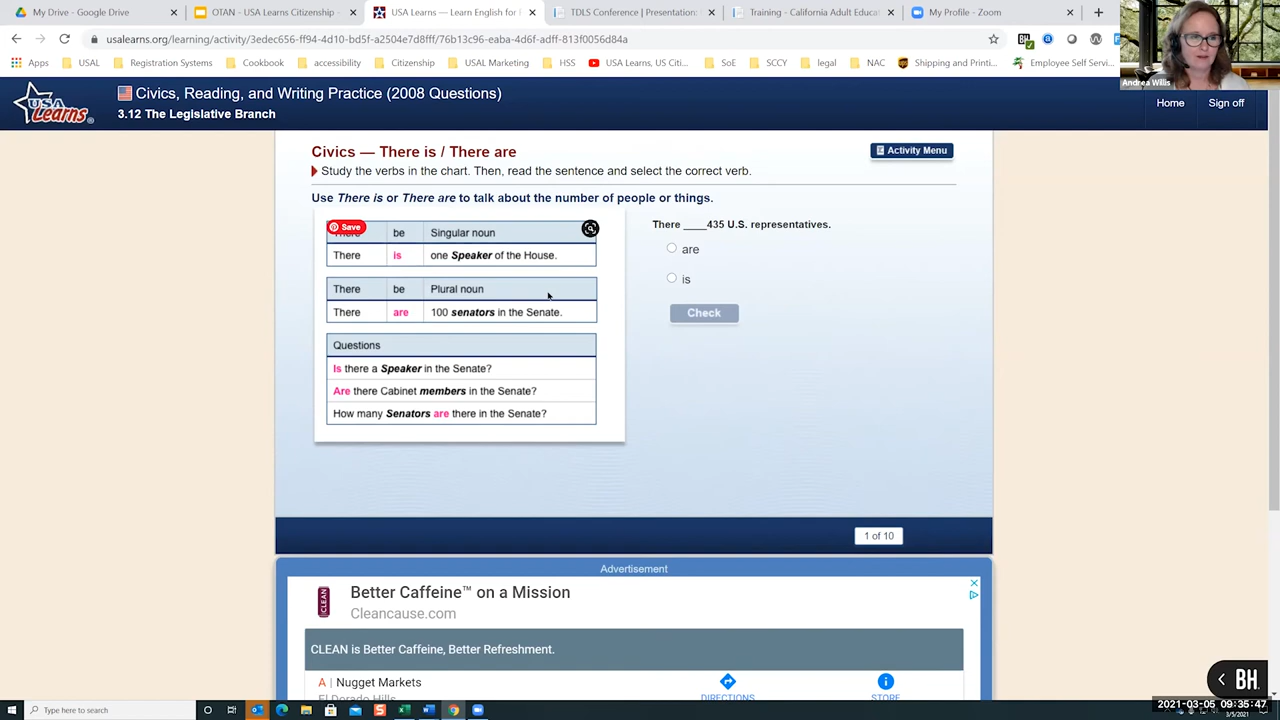 My Drive - Google Drive
OTAN - USA Learns Citizenship -
USA Learns — Learn English for
TDLS Conference | Presentation
Training - California Adult Educat
My Profile - Zoom
usalearns.org/learning/activity/3edec656-ff94-4d10-bd5f-a2504e7d8fff/76b13c96-eaba-4d6f-adff-813f0056d84a
Apps
USAL
Registration Systems
Cookbook
accessibility
Citizenship
USAL Marketing
HSS
USA Learns, US Citi...
SoE
SCCY
legal
NAC
Shipping and Printi...
Employee Self Servi...
Andrea Willis
USA Learns
Civics, Reading, and Writing Practice (2008 Questions)
3.12 The Legislative Branch
Home
Sign off
Civics — There is / There are
Activity Menu
Study the verbs in the chart. Then, read the sentence and select the correct verb.
Use There is or There are to talk about the number of people or things.
Save
There be Singular noun
There is one Speaker of the House.
There be Plural noun
There are 100 senators in the Senate.
Questions
Is there a Speaker in the Senate?
Are there Cabinet members in the Senate?
How many Senators are there in the Senate?
There ____435 U.S. representatives.
are
is
Check
1 of 10
Advertisement
Better Caffeine™ on a Mission
Cleancause.com
CLEAN
CLEAN is Better Caffeine, Better Refreshment.
A | Nugget Markets
El Dorado Hills
DIRECTIONS
STORE
BH
Type here to search
2021-03-05 09:35:47
3/5/2021